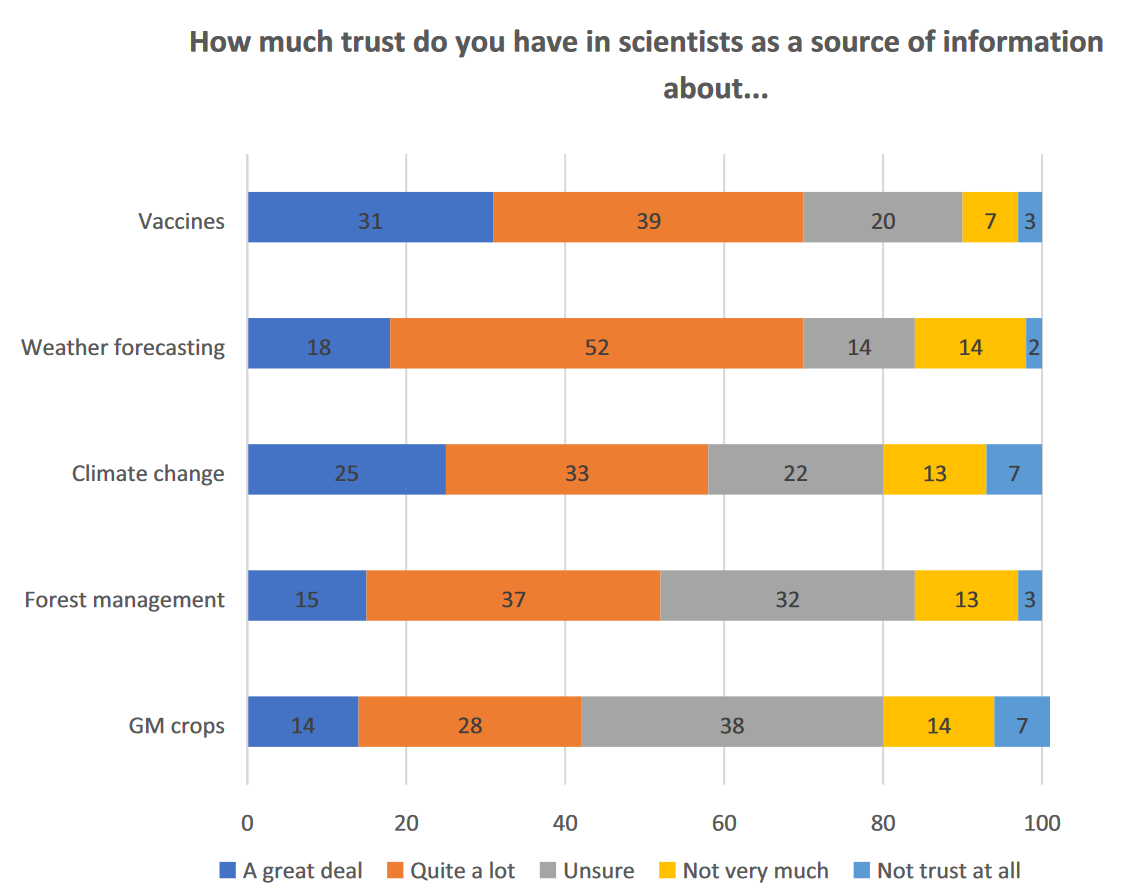 How much trust do you have in scientists as a source of information
about...
Vaccines 31 39 20 7 3
Weather forecasting 18 52 14 14 2
Climate change 25 33 22 13 7
Forest management 15 37 32 13 3
GM crops 14 28 38 14 7
0 20 40 60 80 100
A great deal Quite a lot Unsure Not very much Not trust at all